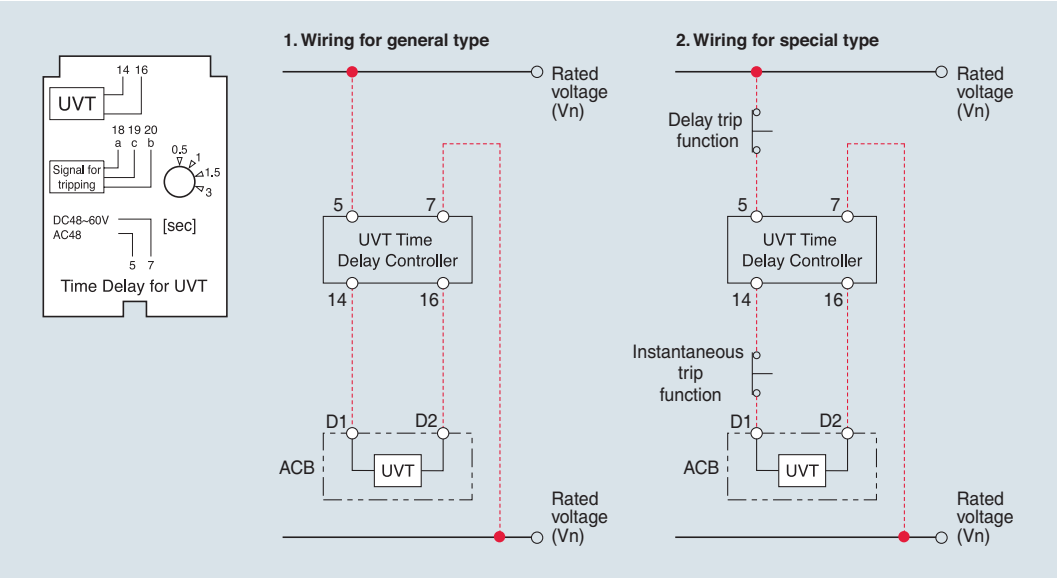 14 16
UVT
18 19 20
a c b
Signal for
tripping
0.5
1
1.5
3
DC48~60V
AC48
[sec]
5 7
Time Delay for UVT
1. Wiring for general type
Rated
voltage
(Vn)
5 7
UVT Time
Delay Controller
14 16
D1 D2
ACB
UVT
Rated
voltage
(Vn)
2. Wiring for special type
Rated
voltage
(Vn)
Delay trip
function
5 7
UVT Time
Delay Controller
14 16
Instantaneous
trip
function
D1 D2
ACB
UVT
Rated
voltage
(Vn)